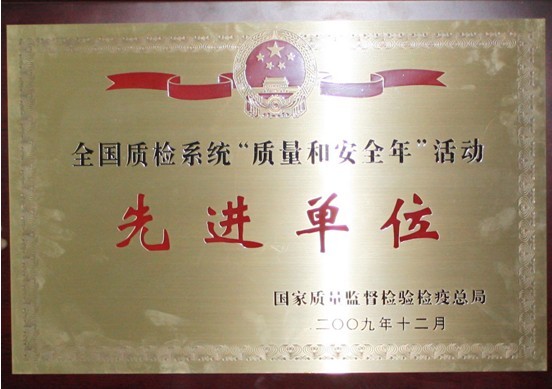 全国质检系统“质量和安全年”活动
先进单位
国家质量监督检验检疫总局
二〇〇九年十二月